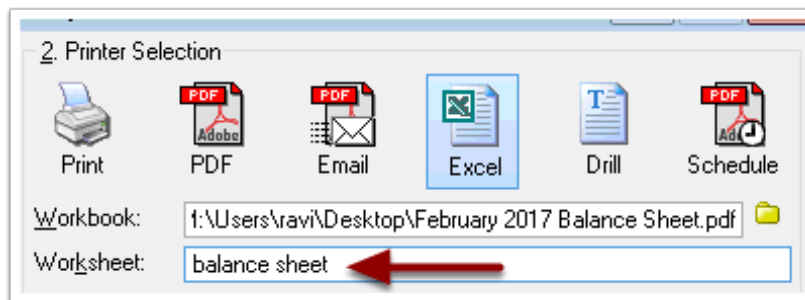 2. Printer Selection
PDF PDF PDF
Adobe
Print PDF Email Excel Drill Schedule
Workbook: f:\Users\ravi\Desktop\February 2017 Balance Sheet.pdf
Worksheet: balance sheet